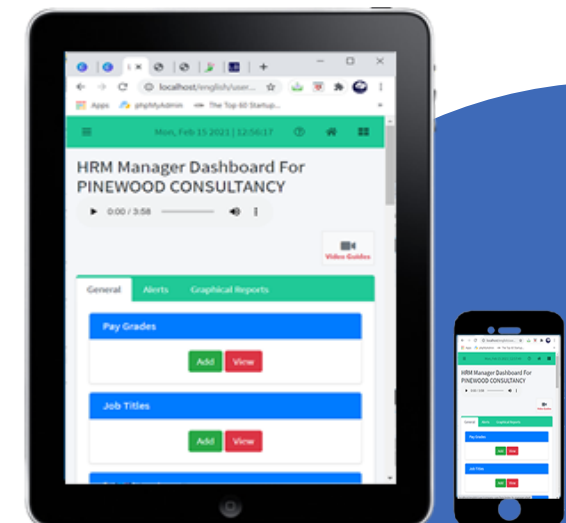 localhost/english/user...
Apps phpMyAdmin The Top 60 Startup...
Mon, Feb 15 2021 | 12:56:17
HRM Manager Dashboard For
PINEWOOD CONSULTANCY
0:00 / 3:58
Video Guides
General Alerts Graphical Reports
Pay Grades
Add View
Job Titles
Add View
HRM Manager Dashboard For
PINEWOOD CONSULTANCY
Video Guides
General Alerts Graphical Reports
Pay Grades
Add View
Job Titles
Add View